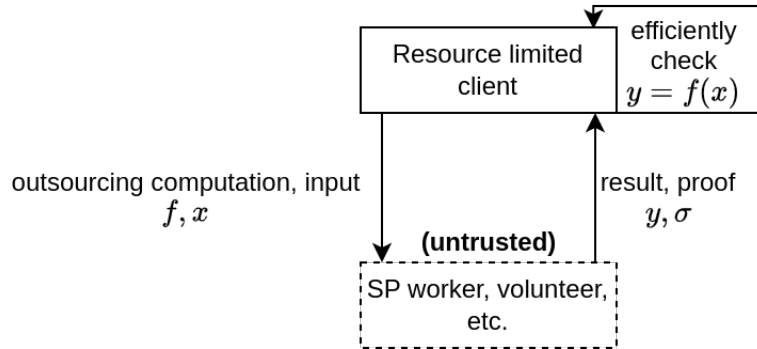 Resource limited
client
efficiently
check
y = f(x)
outsourcing computation, input
f, x
result, proof
y, σ
(untrusted)
SP worker, volunteer,
etc.